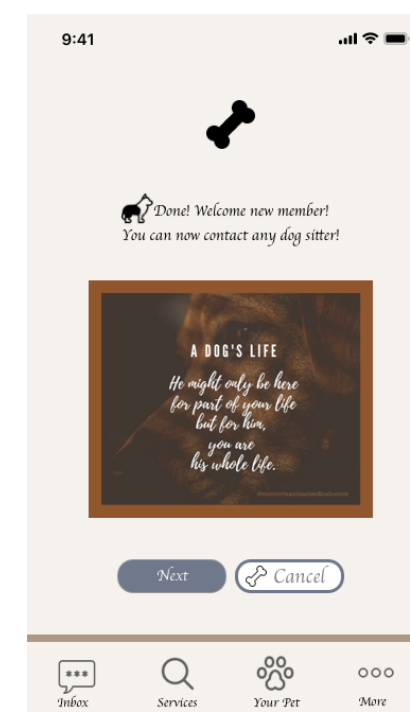 9:41
Done! Welcome new member!
You can now contact any dog sitter!
A DOG'S LIFE
He might only be here
for part of your life
but for him,
you are
his whole life.
Next
Cancel
***
Inbox
Services
Your Pet
More